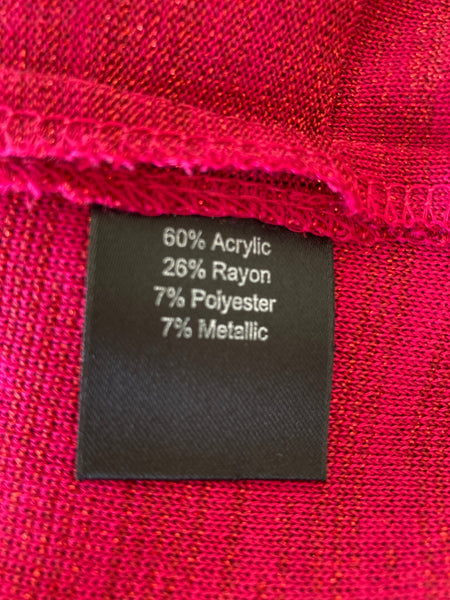 60% Acrylic
26% Rayon
7% Polyester
7% Metallic